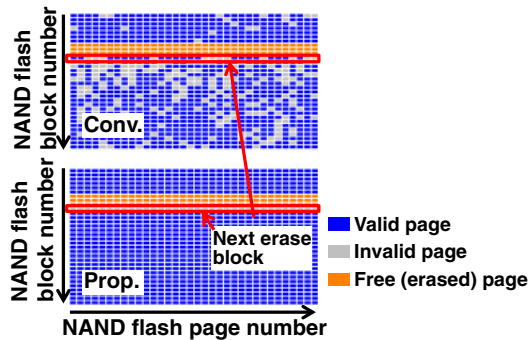 NAND flash
block number
Conv.
NAND flash
block number
Next erase
block
Prop.
Valid page
Invalid page
Free (erased) page
NAND flash page number